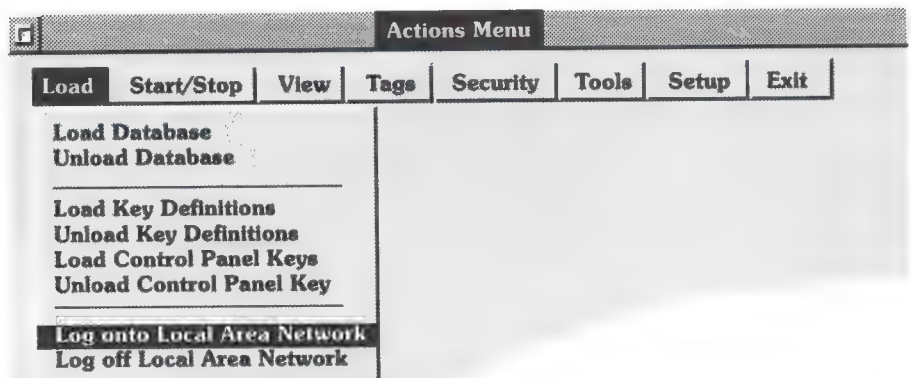 Actions Menu
Load Start/Stop View Tags Security Tools Setup Exit
Load Database
Unload Database
Load Key Definitions
Unload Key Definitions
Load Control Panel Keys
Unload Control Panel Key
Log onto Local Area Network
Log off Local Area Network